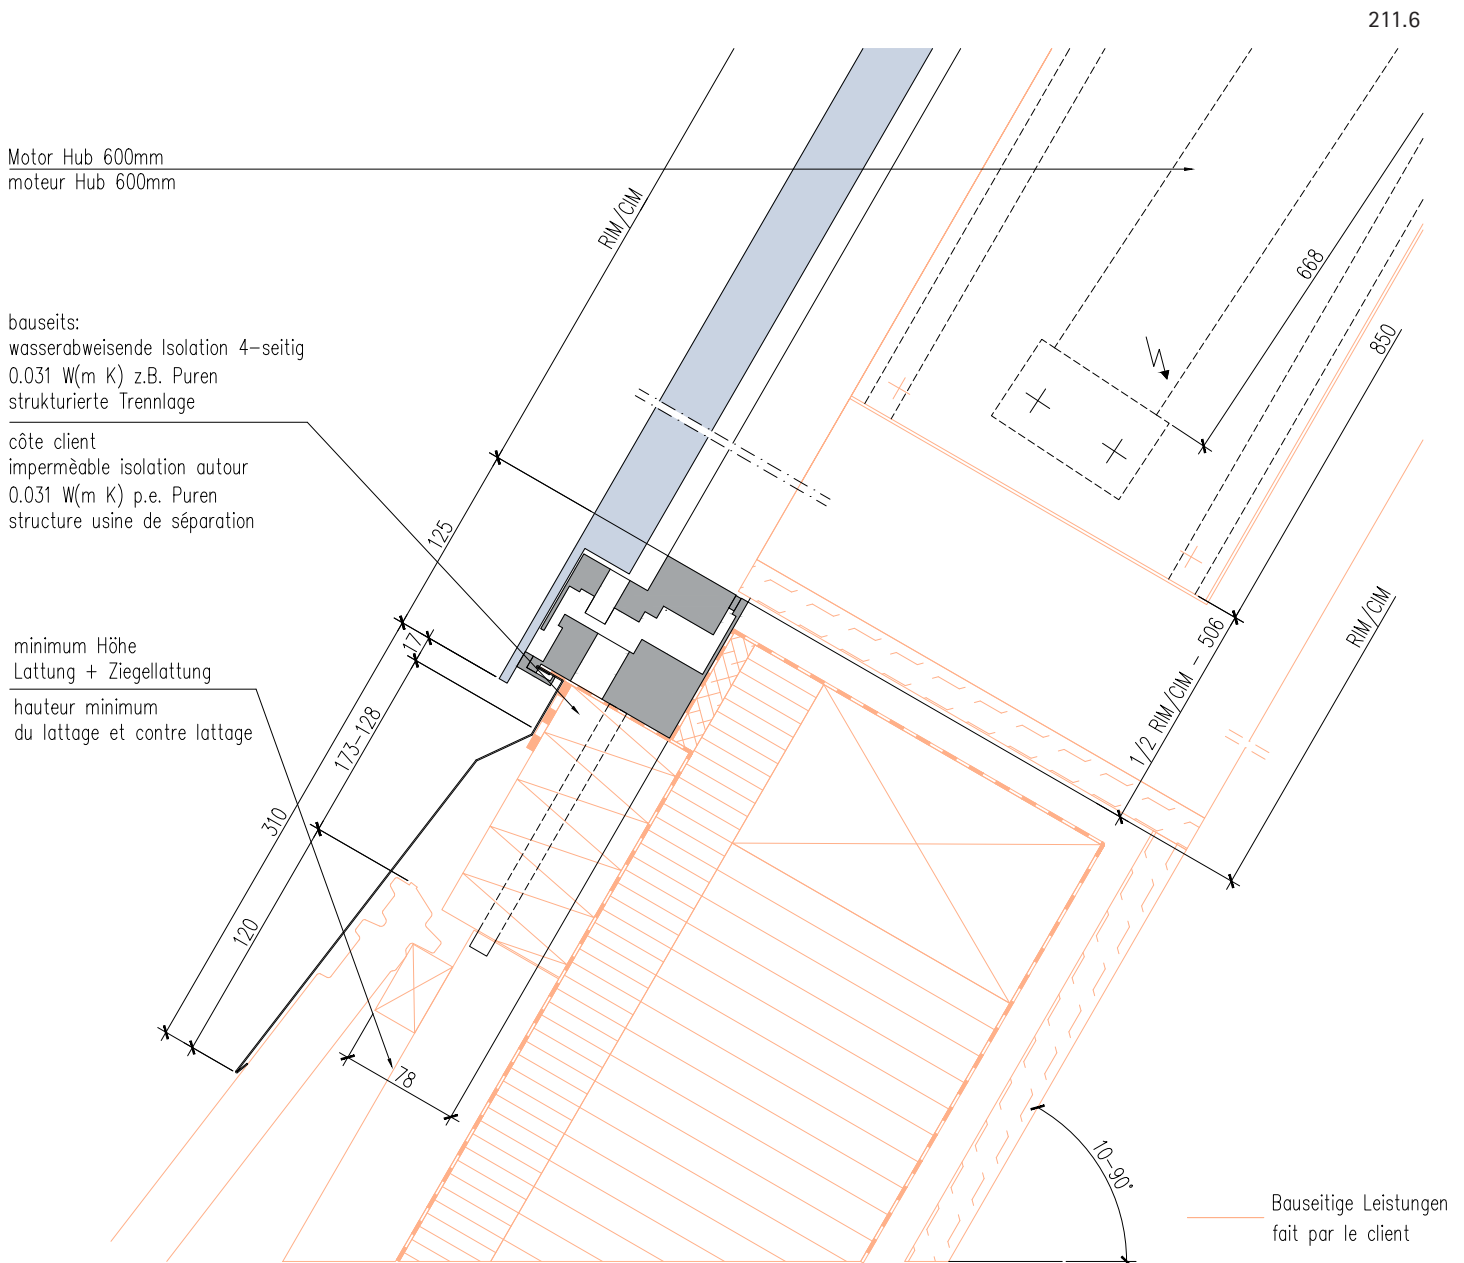 211.6
Motor Hub 600mm
moteur Hub 600mm
RIM/CIM
668
bauseits:
wasserabweisende Isolation 4-seitig
0.031 W(m K) z.B. Puren
strukturierte Trennlage
850
côte client
impermèable isolation autour
0.031 W(m K) p.e. Puren
structure usine de séparation
125
RIM/CIM
17
minimum Höhe
Lattung + Ziegellattung
hauteur minimum
du lattage et contre lattage
1/2 RIM/CIM - 506
173-128
310
120
78
10-90°
Bauseitige Leistungen
fait par le client